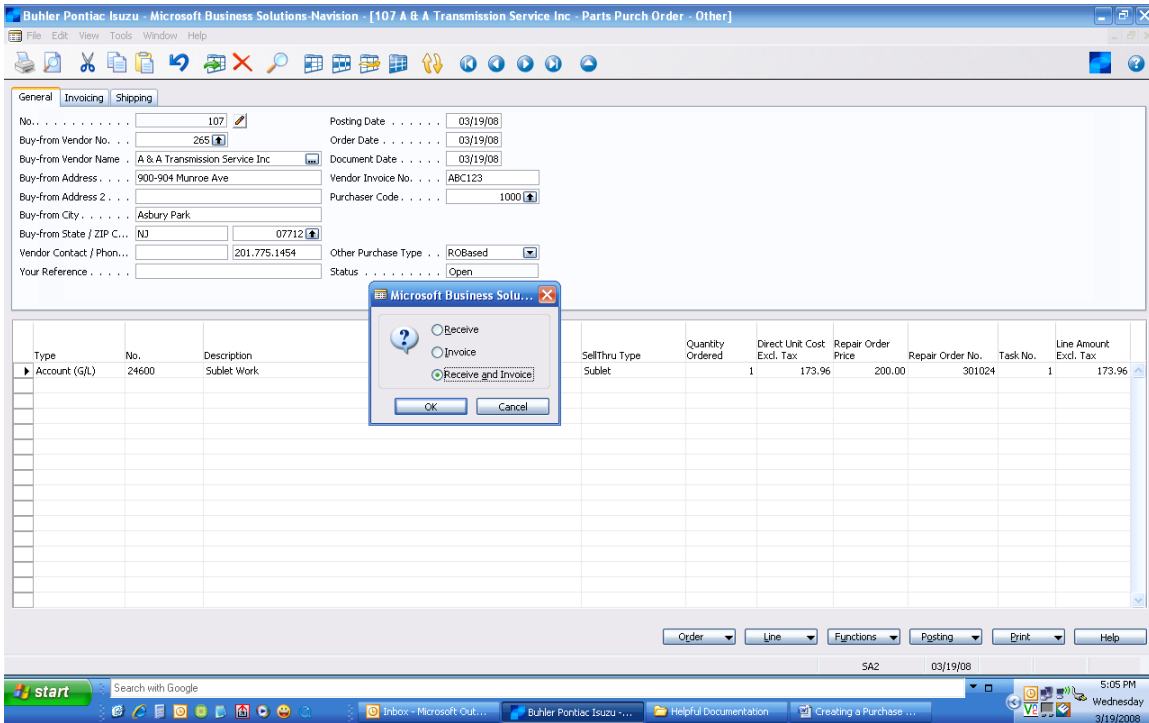 Buhler Pontiac Isuzu - Microsoft Business Solutions-Navision - [107 A & A Transmission Service Inc - Parts Purch Order - Other]
File Edit View Tools Window Help
General Invoicing Shipping
No.. . . . . . . . . . . 107 Posting Date . . . . . . 03/19/08
Buy-from Vendor No. . . 265 Order Date . . . . . . . 03/19/08
Buy-from Vendor Name . A & A Transmission Service Inc ... Document Date . . . . . 03/19/08
Buy-from Address . . . . 900-904 Munroe Ave Vendor Invoice No. . . . ABC123
Buy-from Address 2 . . . Purchaser Code. . . . . 1000
Buy-from City . . . . . . Asbury Park
Buy-from State / ZIP C... NJ 07712
Vendor Contact / Phon... 201.775.1454 Other Purchase Type . . ROBased
Your Reference . . . . . Status . . . . . . . . . Open
Microsoft Business Solu...
Receive
Invoice
Receive and Invoice
OK Cancel
Type No. Description SellThru Type Quantity Ordered Direct Unit Cost Excl. Tax Repair Order Price Repair Order No. Task No. Line Amount Excl. Tax
Account (G/L) 24600 Sublet Work Sublet 1 173.96 200.00 301024 1 173.96
Order Line Functions Posting Print Help
SA2 03/19/08
start Search with Google 5:05 PM
Inbox - Microsoft Out... Buhler Pontiac Isuzu -... Helpful Documentation Creating a Purchase ... Wednesday
3/19/2008